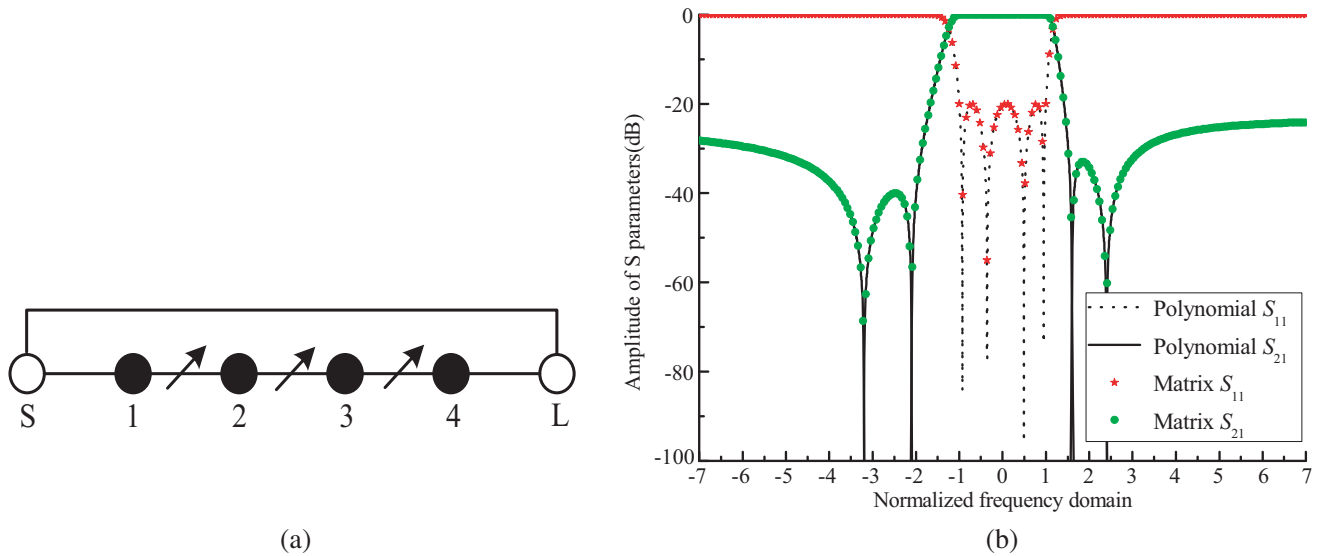 S 1 2 3 4 L
(a)
Amplitude of S parameters(dB)
-0
-20
-40
-60
-80
-100
-7 -6 -5 -4 -3 -2 -1 0 1 2 3 4 5 6 7
Normalized frequency domain
Polynomial S11
Polynomial S21
Matrix S11
Matrix S21
(b)